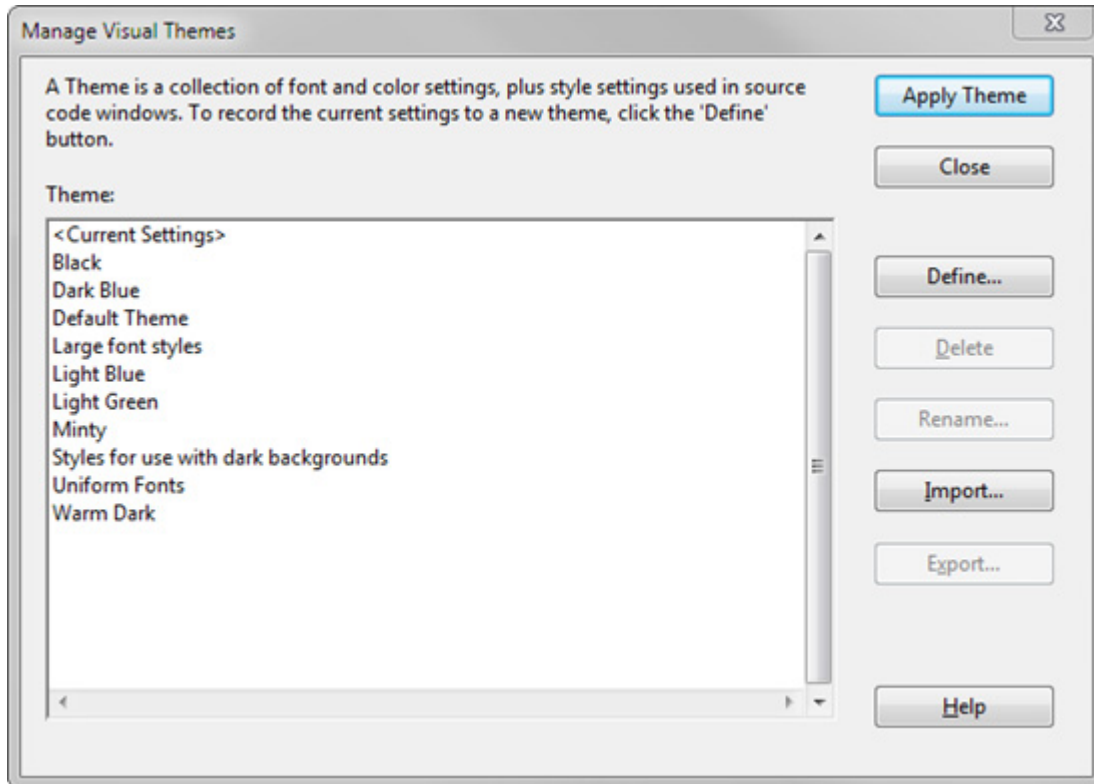 Manage Visual Themes
A Theme is a collection of font and color settings, plus style settings used in source
code windows. To record the current settings to a new theme, click the 'Define'
button.
Theme:
<Current Settings>
Black
Dark Blue
Default Theme
Large font styles
Light Blue
Light Green
Minty
Styles for use with dark backgrounds
Uniform Fonts
Warm Dark
Apply Theme
Close
Define...
Delete
Rename...
Import...
Export...
Help